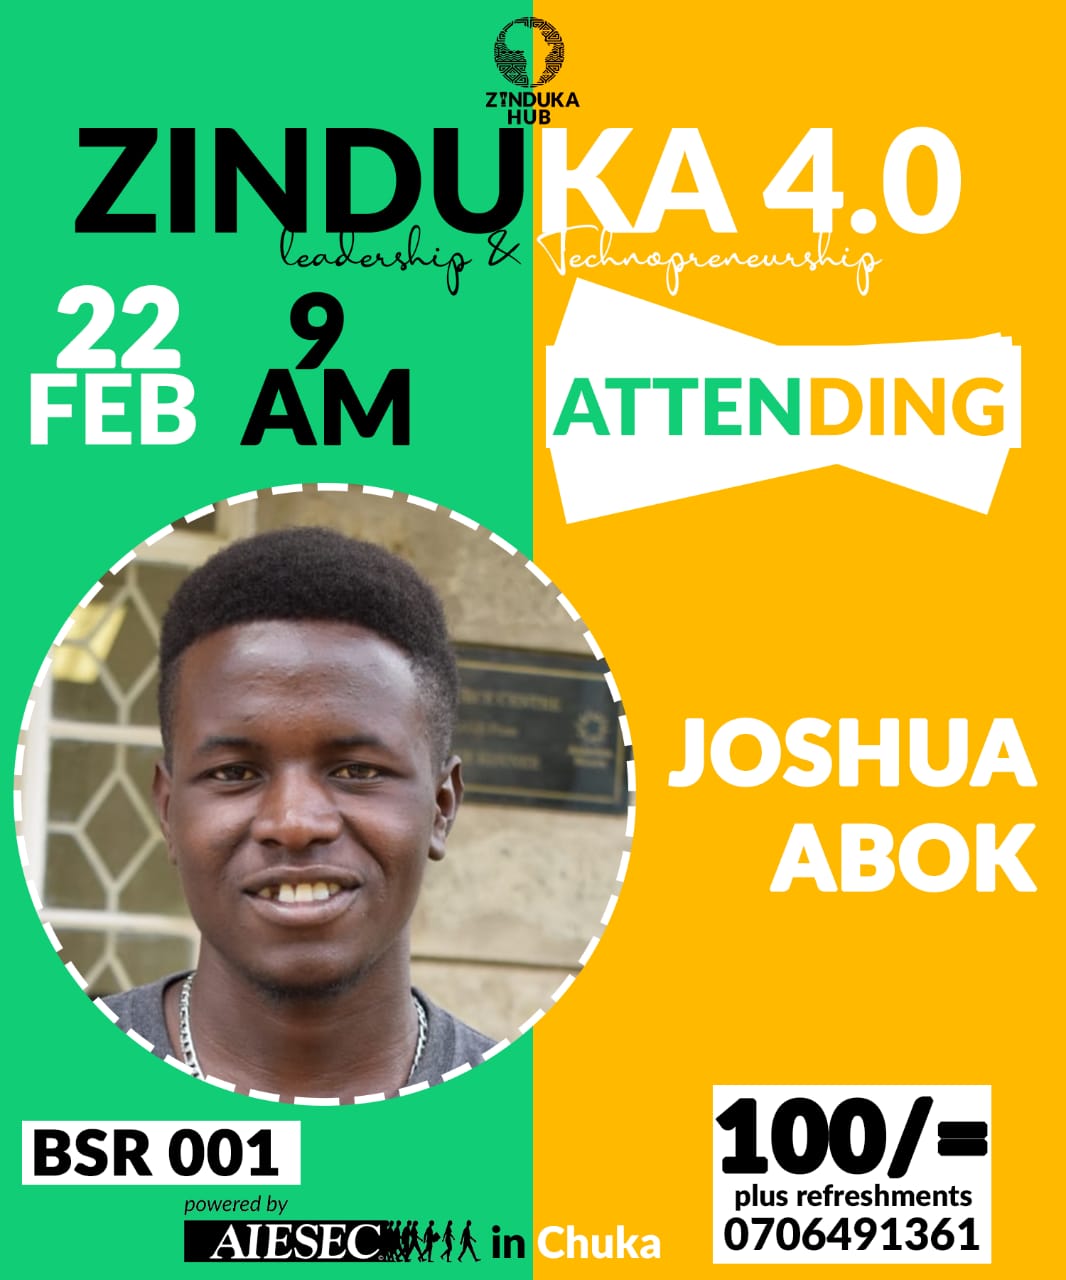 ZINDUKA
HUB
ZINDUKA 4.0
leadership & Technopreneurship
22
FEB
9
AM
ATTENDING
JOSHUA
ABOK
BSR 001
100/=
plus refreshments
0706491361
powered by
AIESEC in Chuka